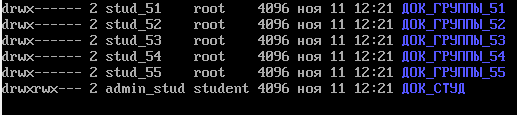 drwx------ 2 stud_51 root 4096 ноя 11 12:21 ДОК_ГРУППЫ_51
drwx------ 2 stud_52 root 4096 ноя 11 12:21 ДОК_ГРУППЫ_52
drwx------ 2 stud_53 root 4096 ноя 11 12:21 ДОК_ГРУППЫ_53
drwx------ 2 stud_54 root 4096 ноя 11 12:21 ДОК_ГРУППЫ_54
drwx------ 2 stud_55 root 4096 ноя 11 12:21 ДОК_ГРУППЫ_55
drwxrwx--- 2 admin_stud student 4096 ноя 11 12:21 ДОК_СТУД